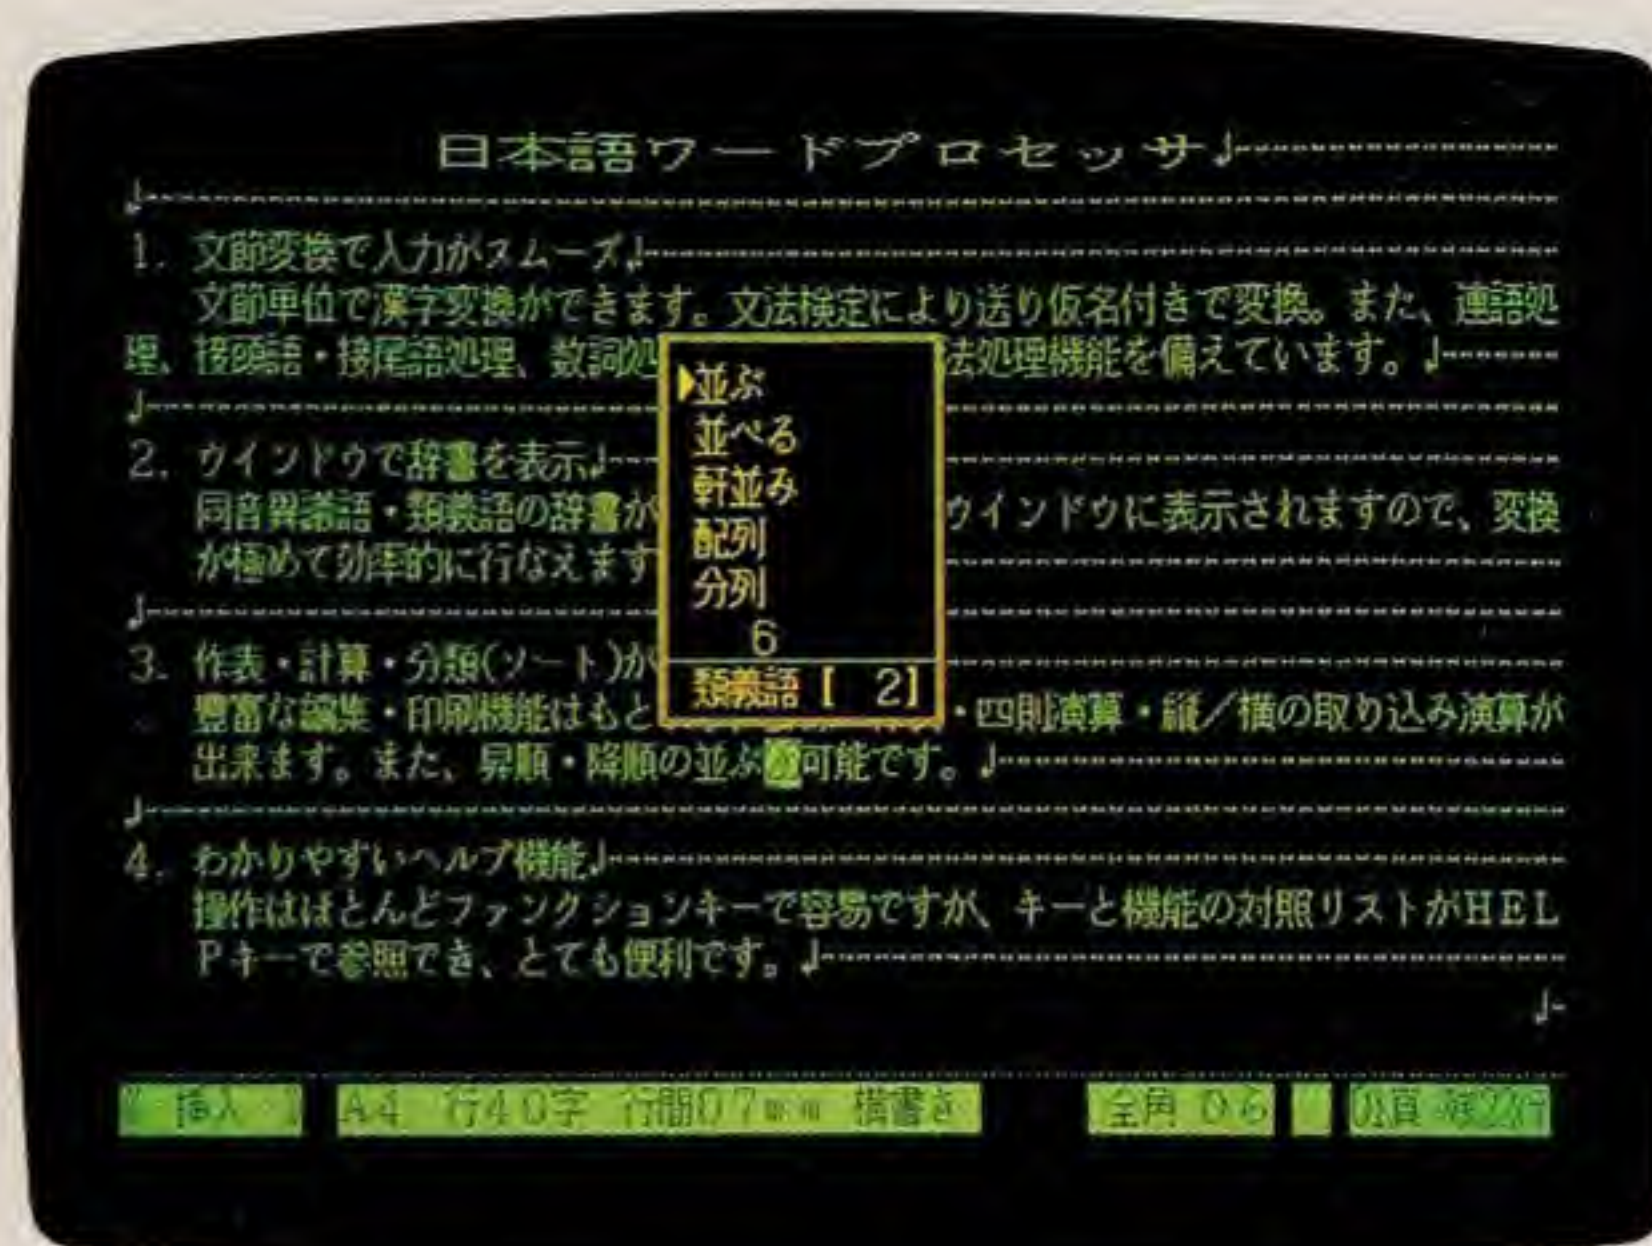 日本語ワードプロセッサ
1. 文節変換で入力がスムーズ
文節単位で漢字変換ができます。文法検定により送り仮名付きで変換。また、連語処
理、接頭語・接尾語処理、数詞処 法処理機能を備えています。
2. ウインドウで辞書を表示
同音異義語・類義語の辞書が ウインドウに表示されますので、変換
が極めて効率的に行なえます
3. 作表・計算・分類(ソート)が
豊富な編集・印刷機能はもと ・四則演算・縦/横の取り込み演算が
出来ます。また、昇順・降順の並ぶ 可能です。
4. わかりやすいヘルプ機能
操作はほとんどファンクションキーで容易ですが、キーと機能の対照リストがHEL
Pキーで参照でき、とても便利です。
並ぶ
並べる
軒並み
配列
分列
6
類義語 [ 2]
挿入 A4 行40字 行間07mm 横書き 全角 06